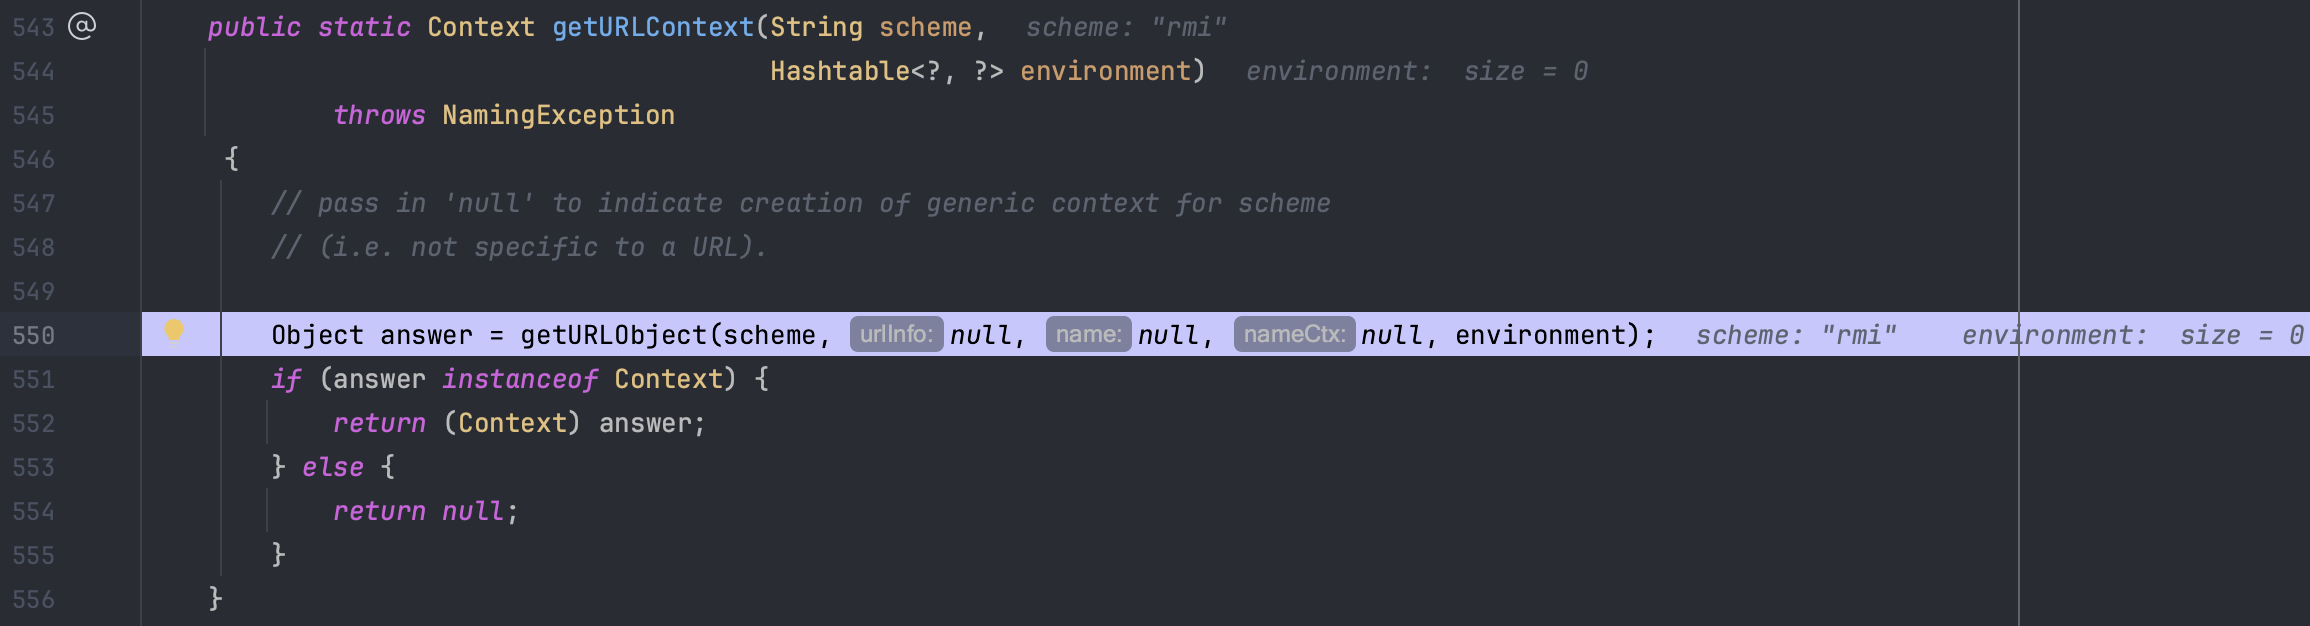 543 @ public static Context getURLContext(String scheme, scheme: "rmi"
544 Hashtable<?, ?> environment) environment: size = 0
545 throws NamingException
546 {
547 // pass in 'null' to indicate creation of generic context for scheme
548 // (i.e. not specific to a URL).
549
550 Object answer = getURLObject(scheme, urlInfo: null, name: null, nameCtx: null, environment); scheme: "rmi" environment: size = 0
551 if (answer instanceof Context) {
552 return (Context) answer;
553 } else {
554 return null;
555 }
556 }